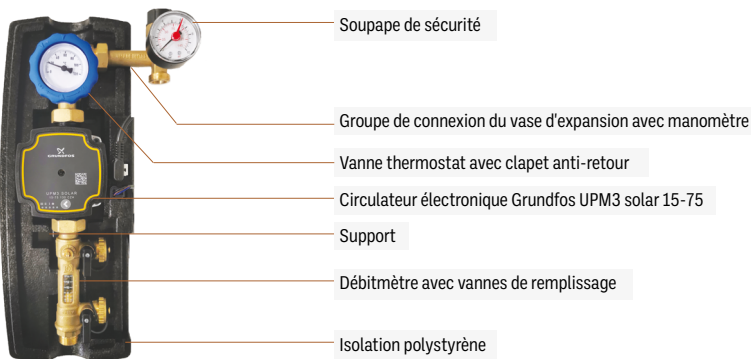 Soupape de sécurité
Groupe de connexion du vase d'expansion avec manomètre
Vanne thermostat avec clapet anti-retour
GRUNDFOS
Circulateur électronique Grundfos UPM3 solar 15-75
UPM3 SOLAR
Support
Débitmètre avec vannes de remplissage
Isolation polystyrène